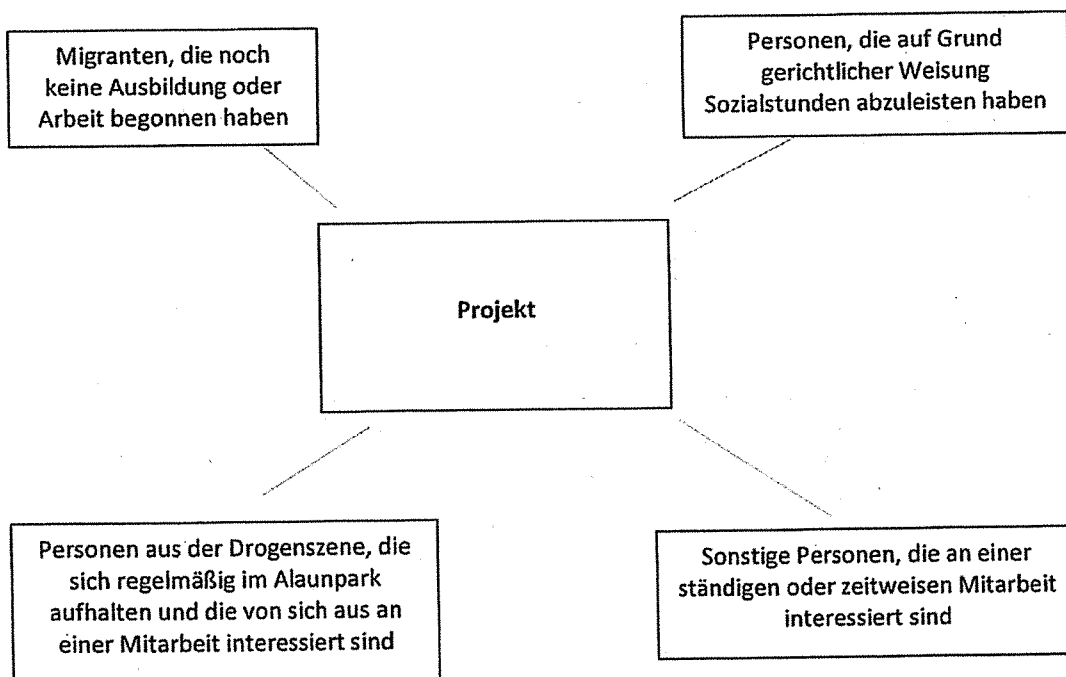 Migranten, die noch
keine Ausbildung oder
Arbeit begonnen haben
Personen, die auf Grund
gerichtlicher Weisung
Sozialstunden abzuleisten haben
Projekt
Personen aus der Drogenszene, die
sich regelmäßig im Alaunpark
aufhalten und die von sich aus an
einer Mitarbeit interessiert sind
Sonstige Personen, die an einer
ständigen oder zeitweisen Mitarbeit
interessiert sind